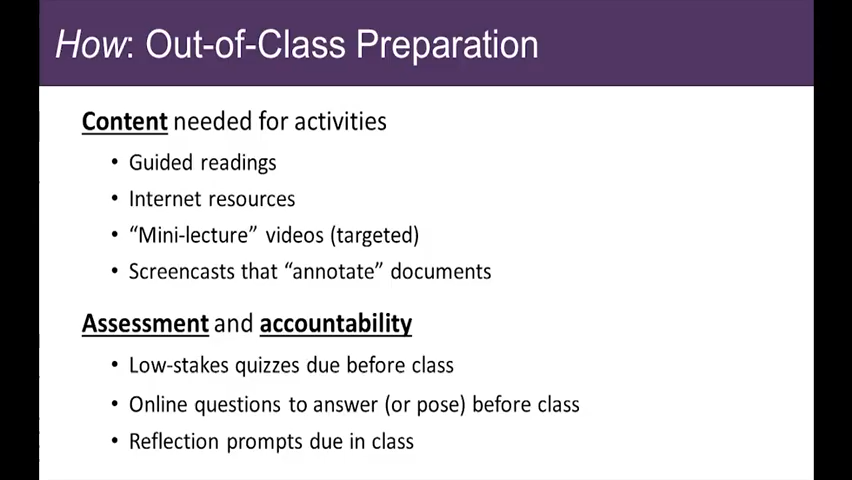 How: Out-of-Class Preparation
Content needed for activities
• Guided readings
• Internet resources
• “Mini-lecture” videos (targeted)
• Screencasts that “annotate” documents
Assessment and accountability
• Low-stakes quizzes due before class
• Online questions to answer (or pose) before class
• Reflection prompts due in class